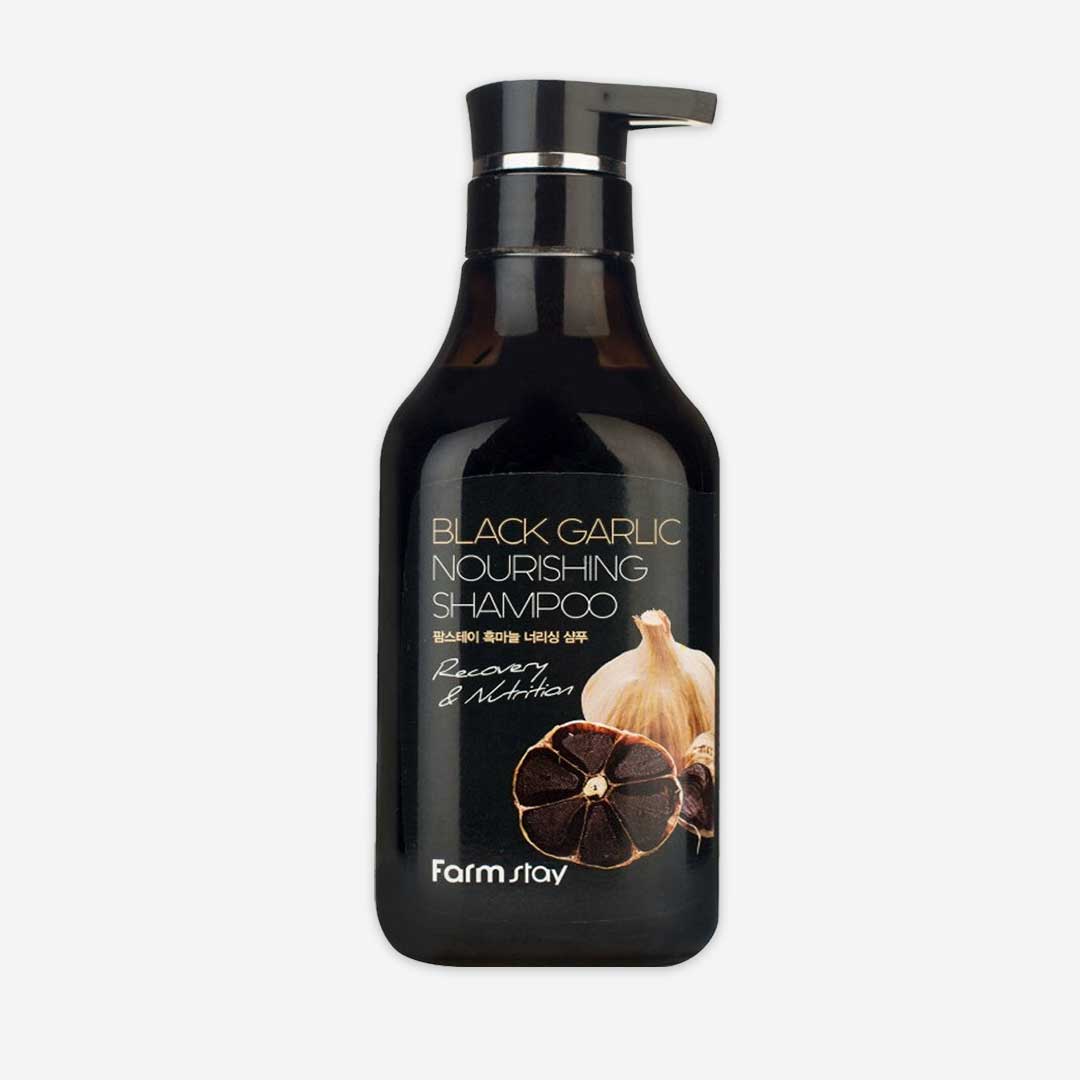 BLACK GARLIC
NOURISHING
SHAMPOO
팜스테이 흑마늘 너리싱 샴푸
Recovery
& Nutrition
Farm stay